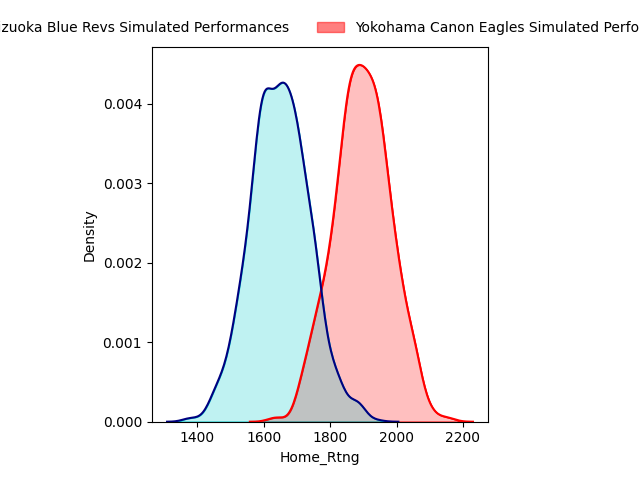 zuoka Blue Revs Simulated Performances Yokohama Canon Eagles Simulated Perfo
0.004
0.003
0.002
0.001
0.000
Density
1400 1600 1800 2000 2200
Home_Rtng